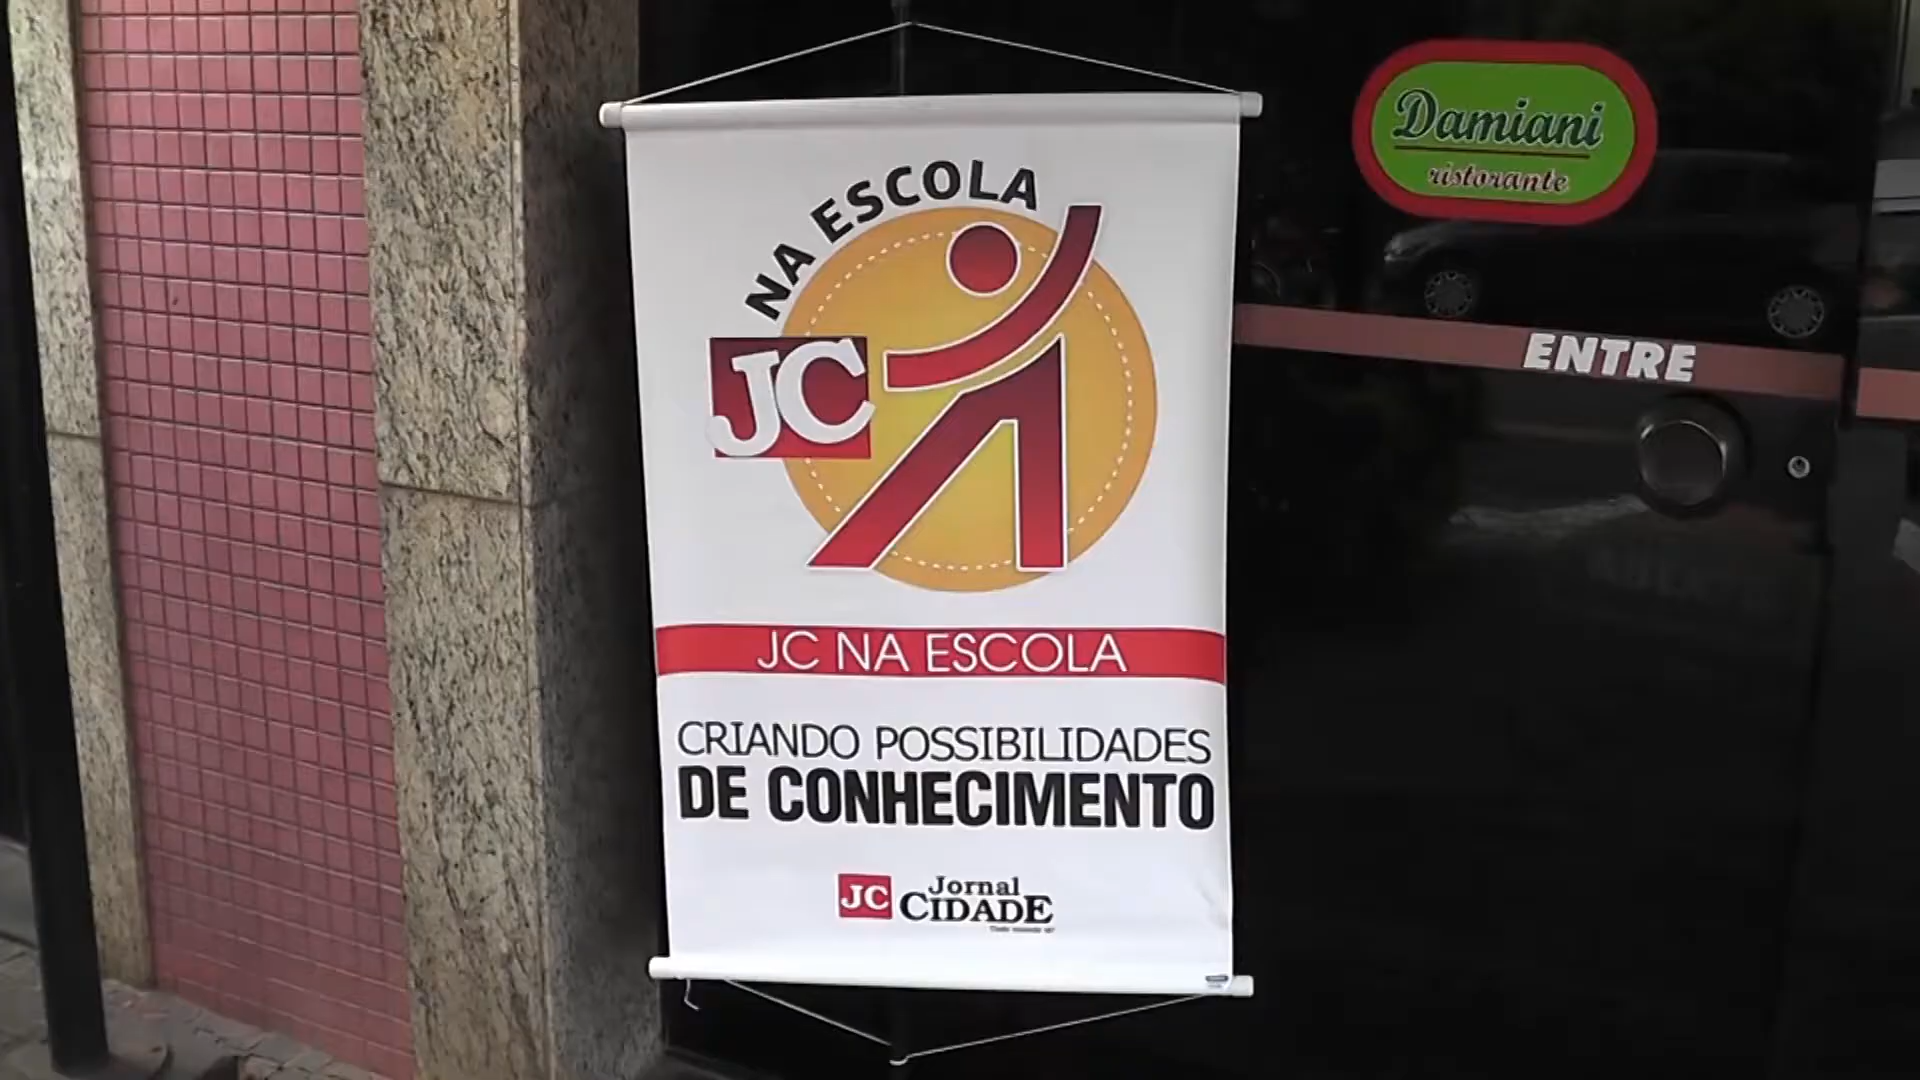 NA ESCOLA
JC
JC NA ESCOLA
CRIANDO POSSIBILIDADES
DE CONHECIMENTO
JC Jornal
CIDADE
Damiani
ristorante
ENTRE